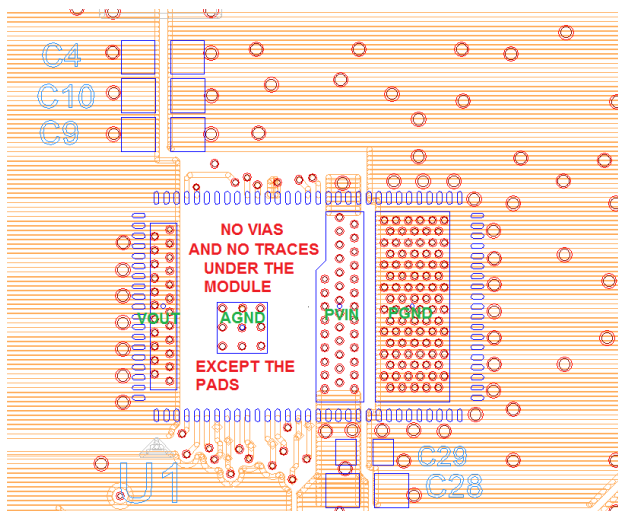 C4
C10
C9
NO VIAS
AND NO TRACES
UNDER THE
MODULE
VOUT
AGND
PVIN
PGND
EXCEPT THE
PADS
C29
U1
C28